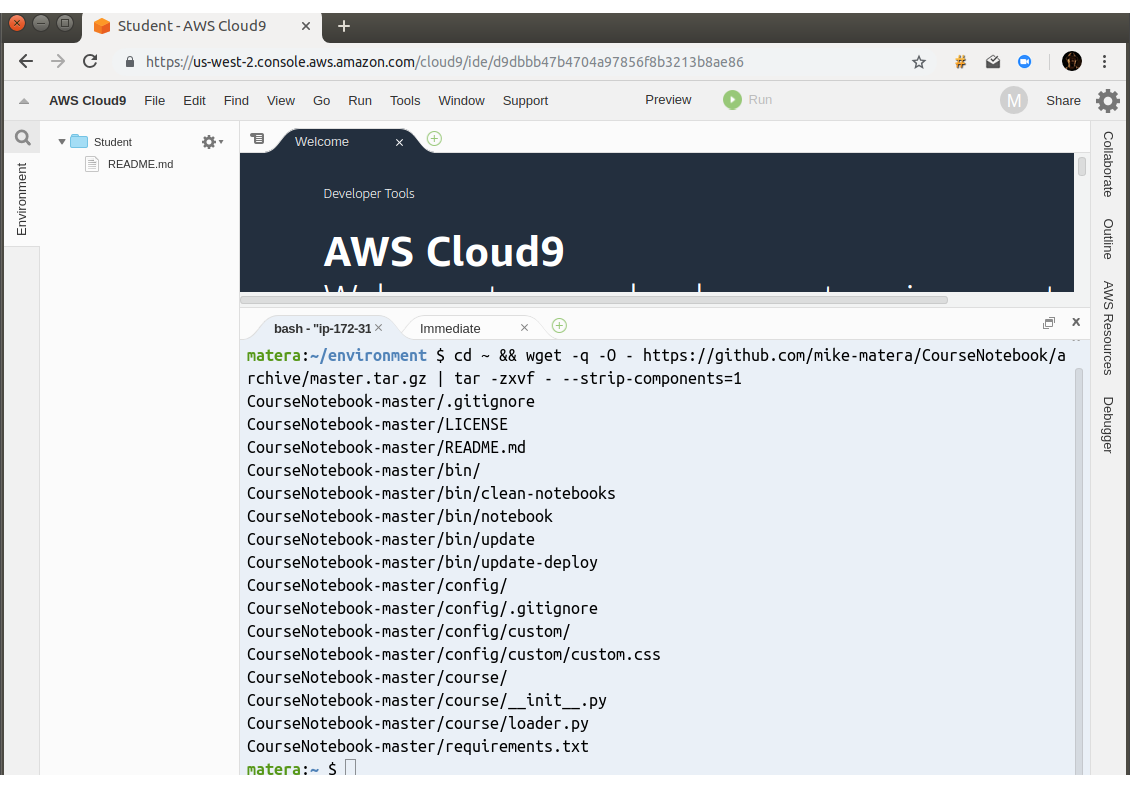 Student - AWS Cloud9
https://us-west-2.console.aws.amazon.com/cloud9/ide/d9dbbb47b4704a97856f8b3213b8ae86
AWS Cloud9 File Edit Find View Go Run Tools Window Support Preview Run M Share
Environment
Student
README.md
Welcome
Developer Tools
AWS Cloud9
bash - "ip-172-31
Immediate
matera:~/environment $ cd ~ && wget -q -O - https://github.com/mike-matera/CourseNotebook/a
rchive/master.tar.gz | tar -zxvf - --strip-components=1
CourseNotebook-master/.gitignore
CourseNotebook-master/LICENSE
CourseNotebook-master/README.md
CourseNotebook-master/bin/
CourseNotebook-master/bin/clean-notebooks
CourseNotebook-master/bin/notebook
CourseNotebook-master/bin/update
CourseNotebook-master/bin/update-deploy
CourseNotebook-master/config/
CourseNotebook-master/config/.gitignore
CourseNotebook-master/config/custom/
CourseNotebook-master/config/custom/custom.css
CourseNotebook-master/course/
CourseNotebook-master/course/__init__.py
CourseNotebook-master/course/loader.py
CourseNotebook-master/requirements.txt
matera:~ $
Collaborate
Outline
AWS Resources
Debugger